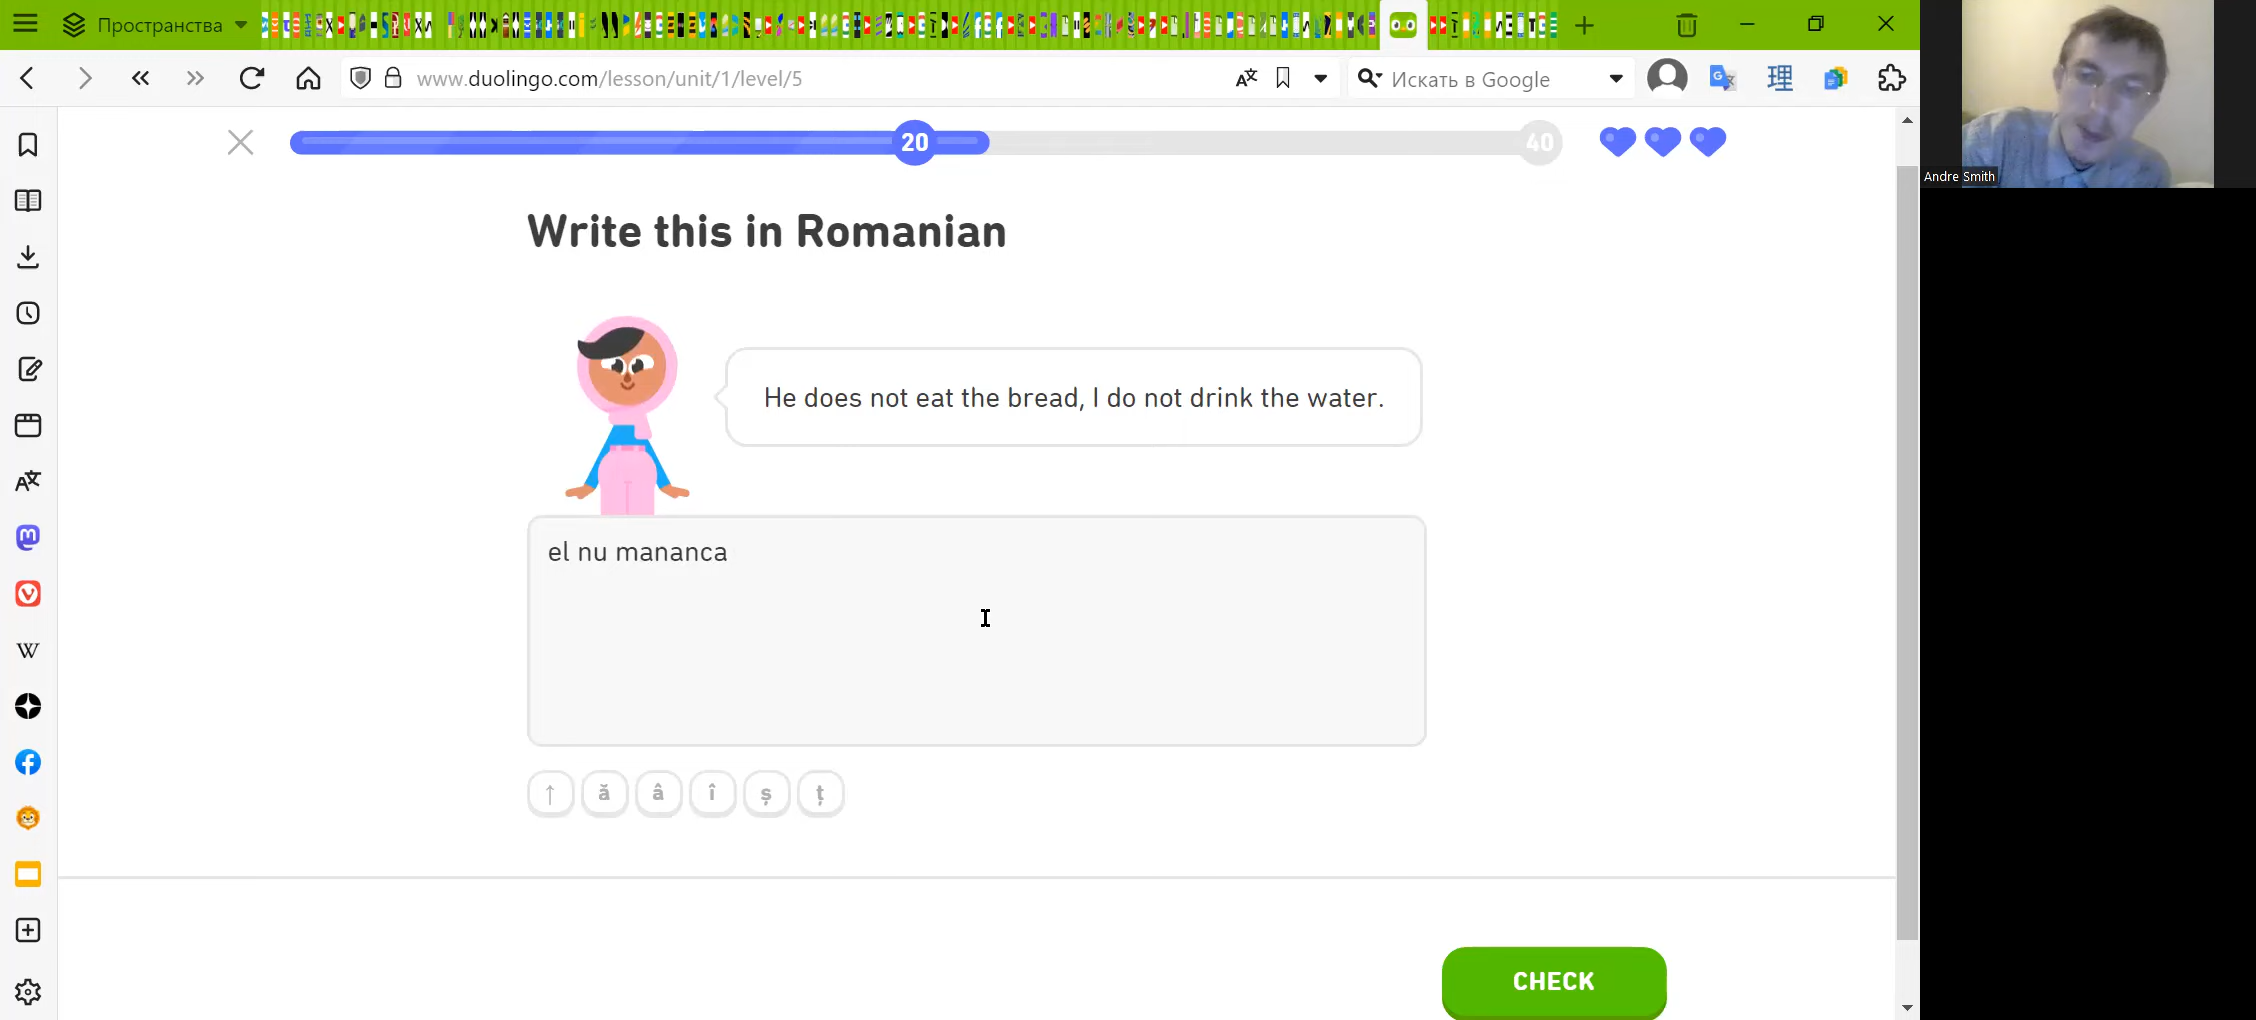 Пространства
www.duolingo.com/lesson/unit/1/level/5
Искать в Google
Andre Smith
20
40
Write this in Romanian
He does not eat the bread, I do not drink the water.
el nu mananca
↑ ă â î ș ț
CHECK